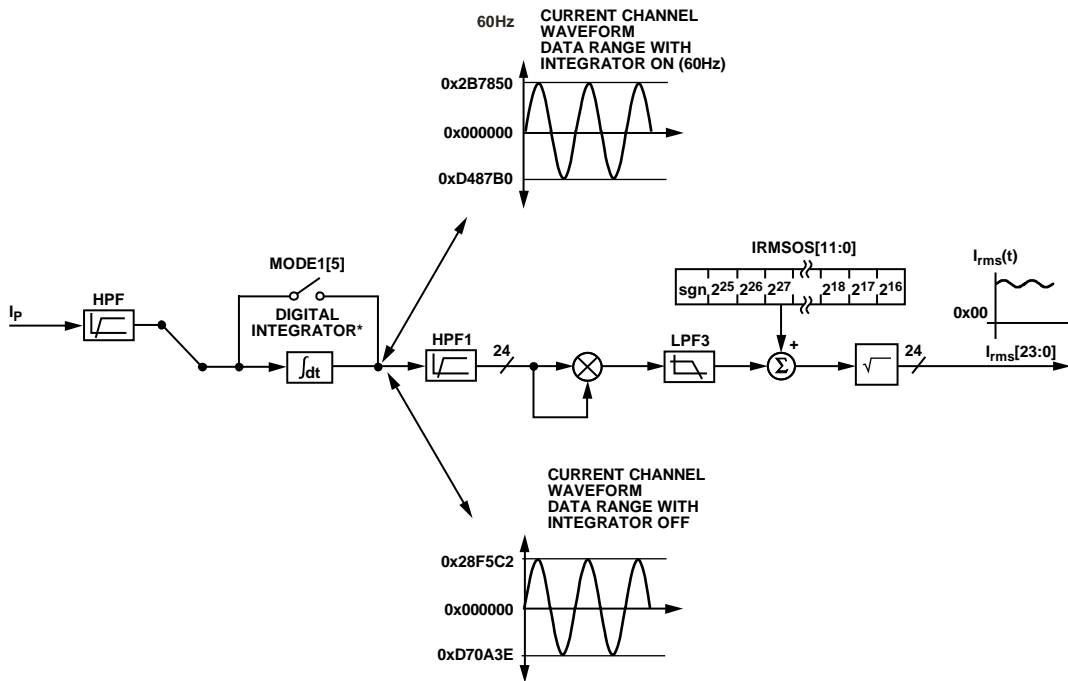 60Hz
CURRENT CHANNEL
WAVEFORM
DATA RANGE WITH
INTEGRATOR ON (60Hz)
0x2B7850
0x000000
0xD487B0
MODE1[5]
DIGITAL
INTEGRATOR*
IP
HPF
∫dt
HPF1
24
LPF3
IRMSOS[11:0]
sgn 2^25 2^26 2^27 2^18 2^17 2^16
+
Σ
√
24
Irms(t)
0x00
Irms[23:0]
CURRENT CHANNEL
WAVEFORM
DATA RANGE WITH
INTEGRATOR OFF
0x28F5C2
0x000000
0xD70A3E